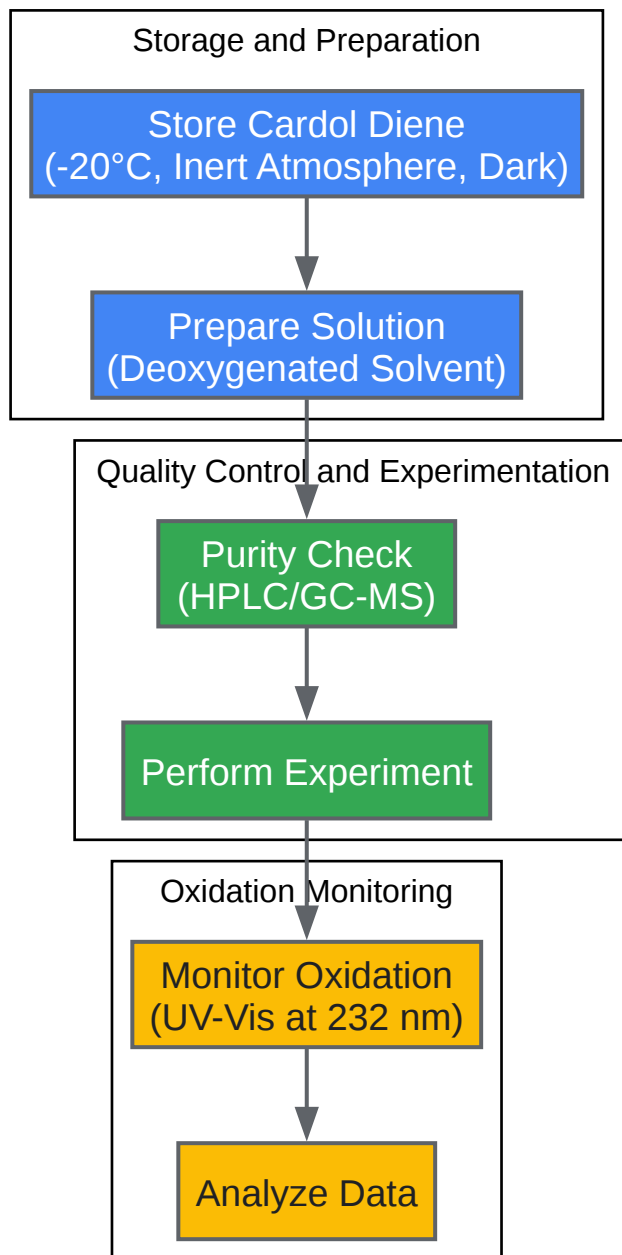 Storage and Preparation
Store Cardol Diene
(-20°C, Inert Atmosphere, Dark)
Prepare Solution
(Deoxygenated Solvent)
Quality Control and Experimentation
Purity Check
(HPLC/GC-MS)
Perform Experiment
Oxidation Monitoring
Monitor Oxidation
(UV-Vis at 232 nm)
Analyze Data